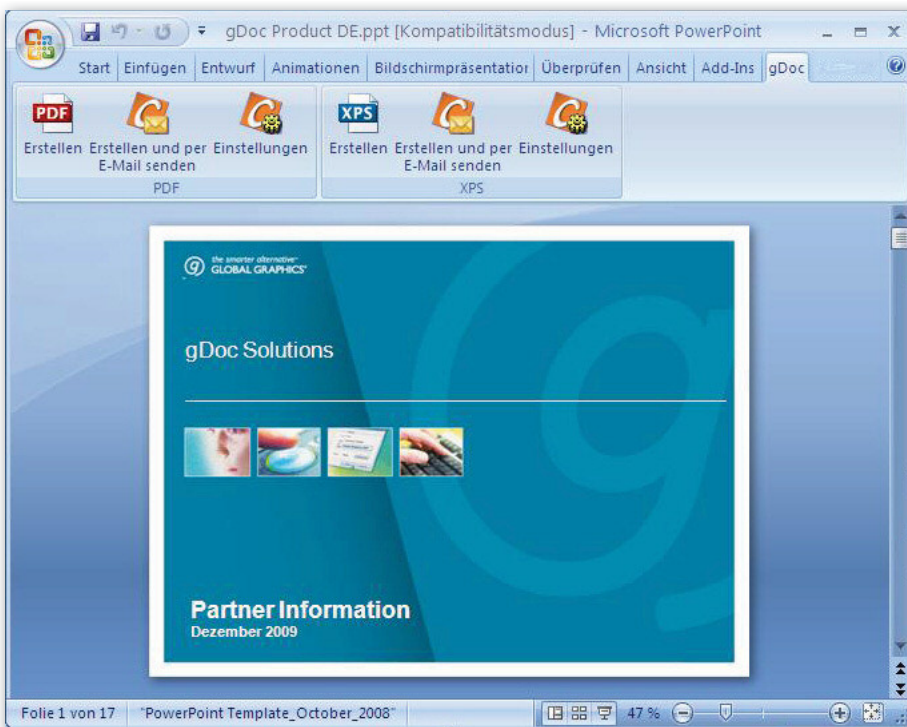 gDoc Product DE.ppt [Kompatibilitätsmodus] - Microsoft PowerPoint
Start Einfügen Entwurf Animationen Bildschirmpräsentation Überprüfen Ansicht Add-Ins gDoc
PDF XPS
Erstellen Erstellen und per E-Mail senden Einstellungen Erstellen Erstellen und per E-Mail senden Einstellungen
PDF XPS
the smarter alternative™
GLOBAL GRAPHICS®
gDoc Solutions
Partner Information
Dezember 2009
Folie 1 von 17 "PowerPoint Template_October_2008" 47 %